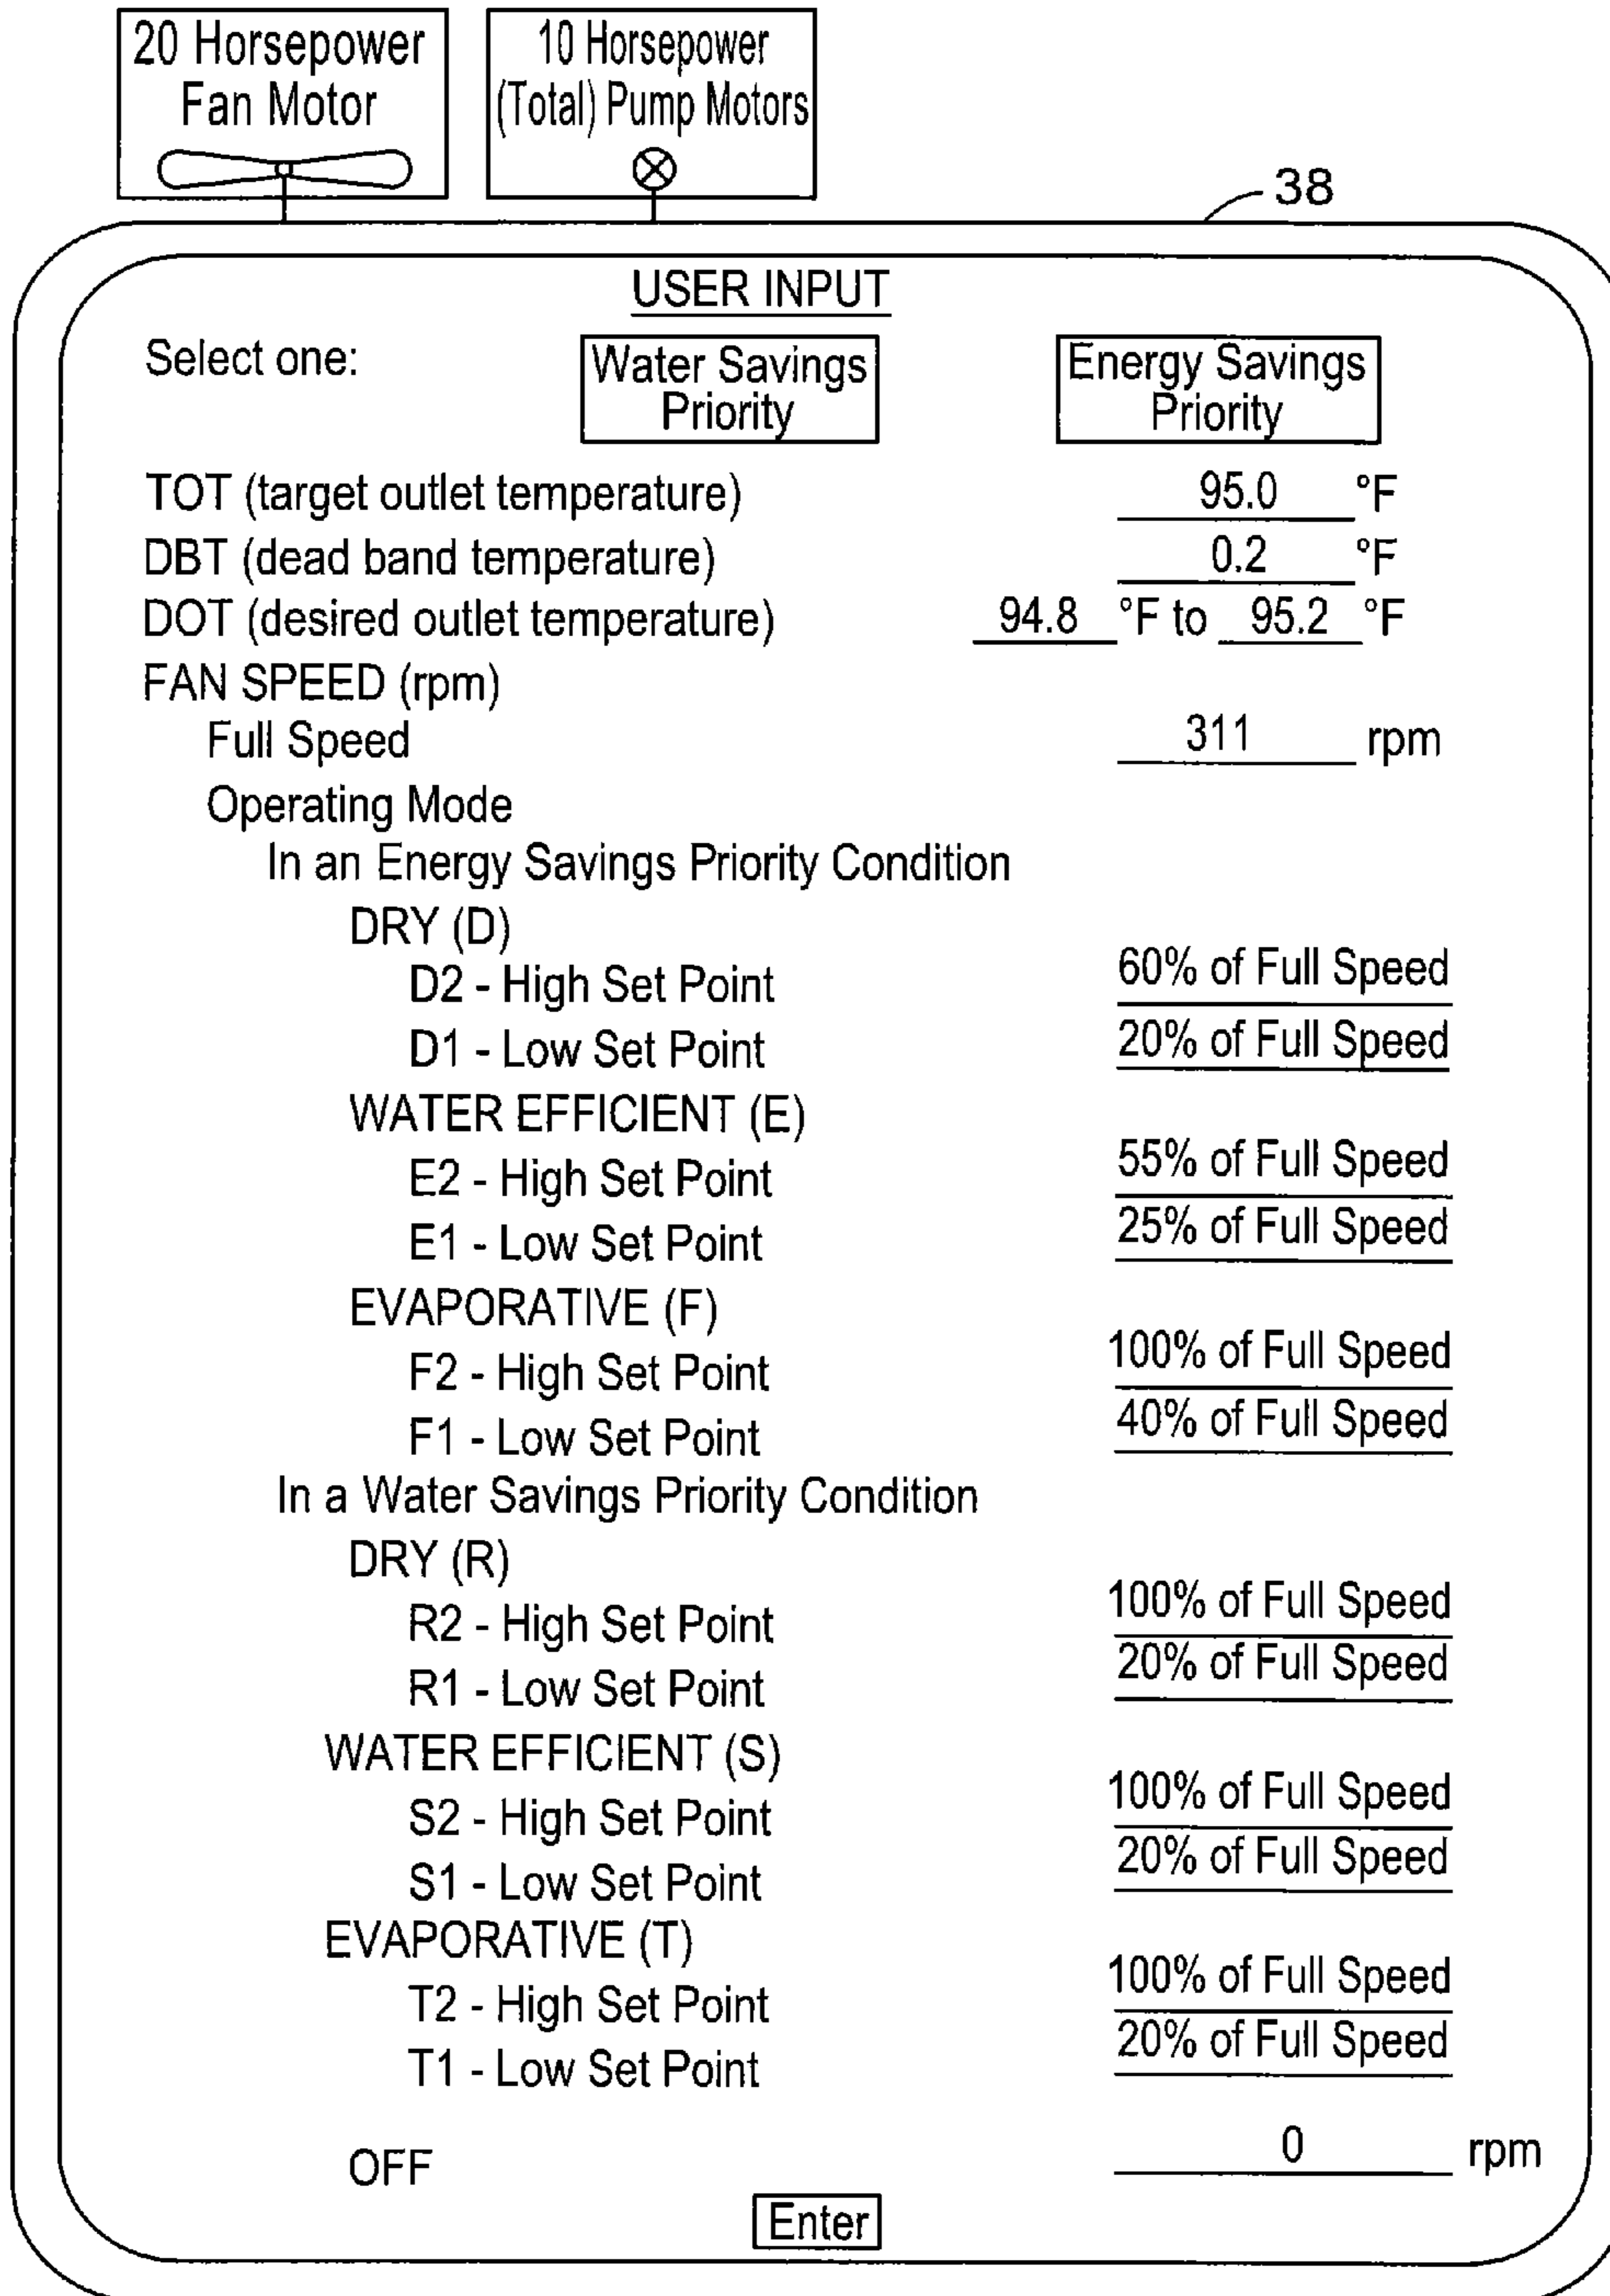 20 Horsepower
Fan Motor
10 Horsepower
(Total) Pump Motors
38
USER INPUT
Select one:
Water Savings
Priority
Energy Savings
Priority
TOT (target outlet temperature) 95.0 °F
DBT (dead band temperature) 0.2 °F
DOT (desired outlet temperature) 94.8 °F to 95.2 °F
FAN SPEED (rpm)
Full Speed 311 rpm
Operating Mode
In an Energy Savings Priority Condition
DRY (D)
D2 - High Set Point 60% of Full Speed
D1 - Low Set Point 20% of Full Speed
WATER EFFICIENT (E)
E2 - High Set Point 55% of Full Speed
E1 - Low Set Point 25% of Full Speed
EVAPORATIVE (F)
F2 - High Set Point 100% of Full Speed
F1 - Low Set Point 40% of Full Speed
In a Water Savings Priority Condition
DRY (R)
R2 - High Set Point 100% of Full Speed
R1 - Low Set Point 20% of Full Speed
WATER EFFICIENT (S)
S2 - High Set Point 100% of Full Speed
S1 - Low Set Point 20% of Full Speed
EVAPORATIVE (T)
T2 - High Set Point 100% of Full Speed
T1 - Low Set Point 20% of Full Speed
OFF 0 rpm
Enter